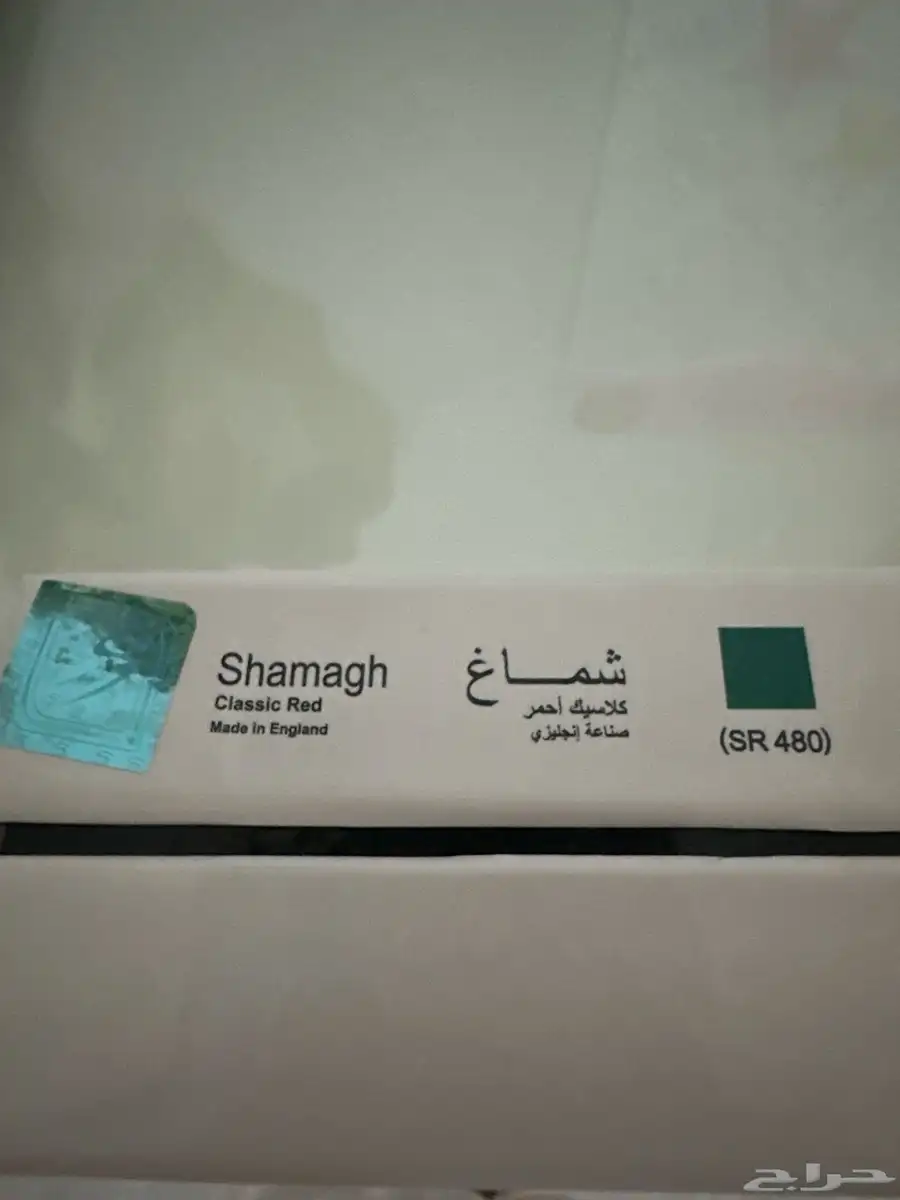 Shamagh
Classic Red
Made in England
شمـــاغ
كلاسيك أحمر
صناعة إنجليزي
(SR 480)
حراج